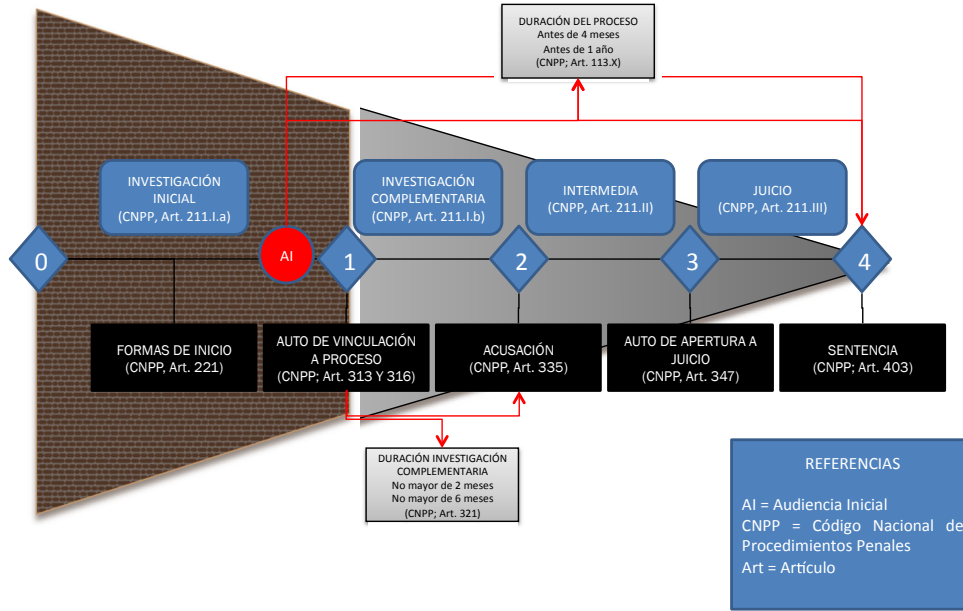 DURACIÓN DEL PROCESO
Antes de 4 meses
Antes de 1 año
(CNPP; Art. 113.X)
INVESTIGACIÓN
INICIAL
(CNPP, Art. 211.I.a)
INVESTIGACIÓN
COMPLEMENTARIA
(CNPP, Art. 211.I.b)
INTERMEDIA
(CNPP, Art. 211.II)
JUICIO
(CNPP, Art. 211.III)
0
AI
1
2
3
4
FORMAS DE INICIO
(CNPP, Art. 221)
AUTO DE VINCULACIÓN
A PROCESO
(CNPP; Art. 313 Y 316)
ACUSACIÓN
(CNPP, Art. 335)
AUTO DE APERTURA A
JUICIO
(CNPP, Art. 347)
SENTENCIA
(CNPP; Art. 403)
DURACIÓN INVESTIGACIÓN
COMPLEMENTARIA
No mayor de 2 meses
No mayor de 6 meses
(CNPP; Art. 321)
REFERENCIAS
AI = Audiencia Inicial
CNPP = Código Nacional de
Procedimientos Penales
Art = Artículo